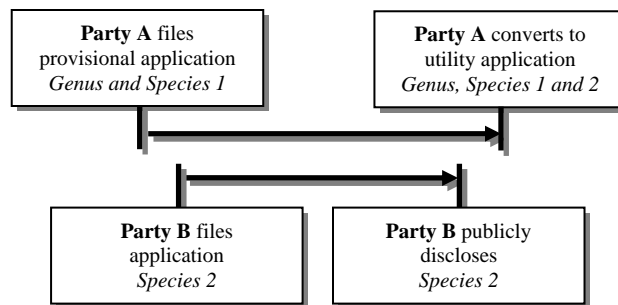 Party A files
provisional application
Genus and Species 1
Party A converts to
utility application
Genus, Species 1 and 2
Party B files
application
Species 2
Party B publicly
discloses
Species 2